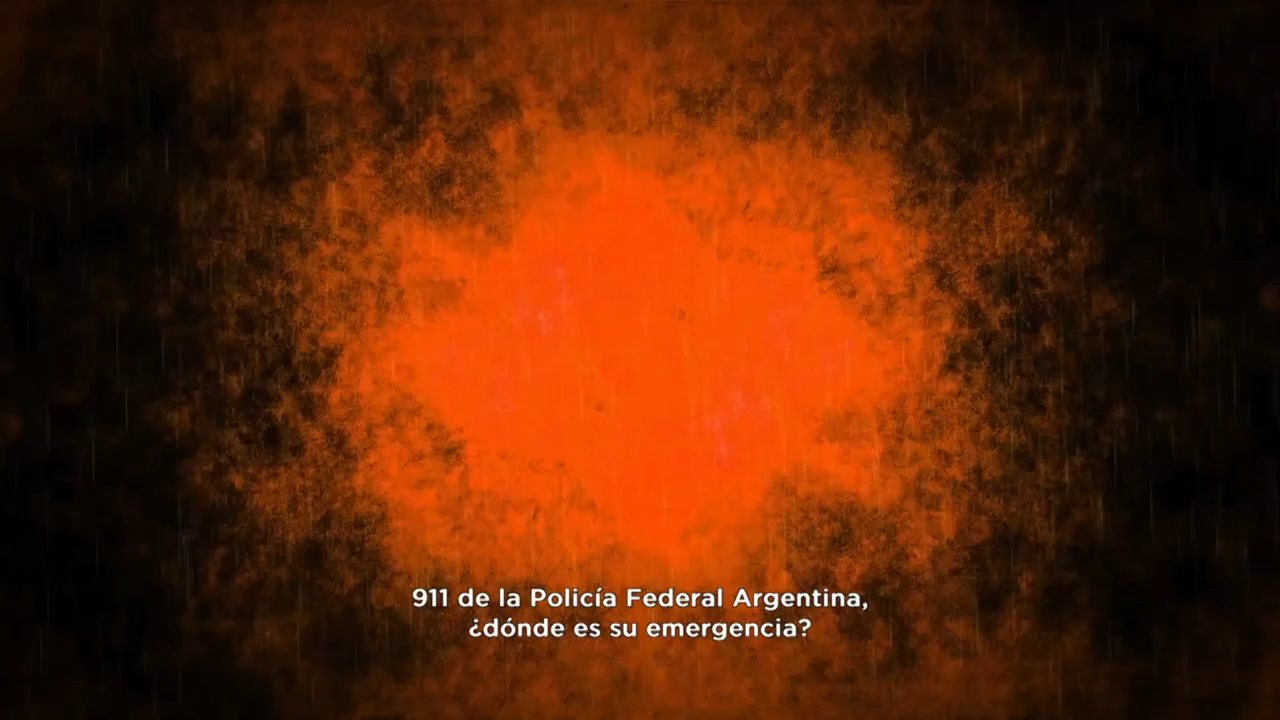 911 de la Policía Federal Argentina,
¿dónde es su emergencia?